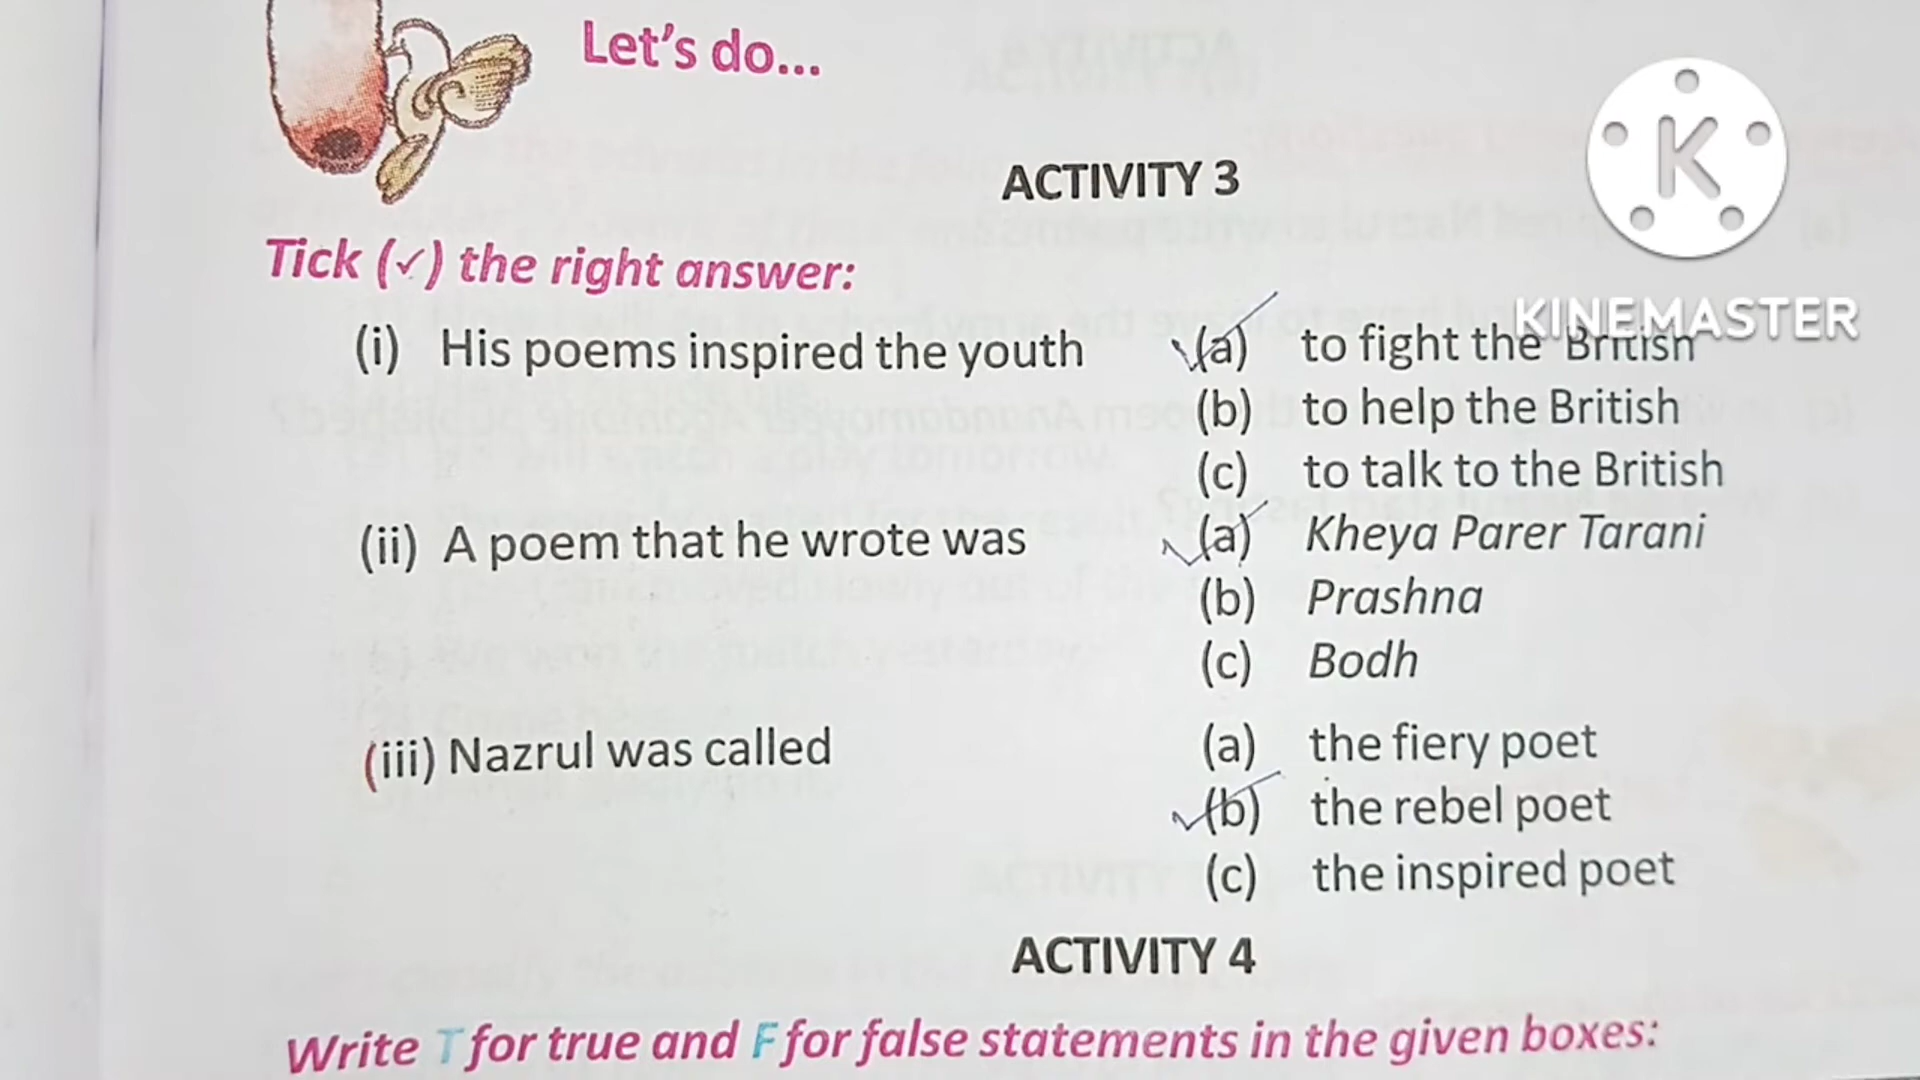 Let's do...
ACTIVITY 3
K
KINEMASTER
Tick (✓) the right answer:
(i) His poems inspired the youth (a) to fight the British
(b) to help the British
(c) to talk to the British
(ii) A poem that he wrote was (a) Kheya Parer Tarani
(b) Prashna
(c) Bodh
(iii) Nazrul was called (a) the fiery poet
(b) the rebel poet
(c) the inspired poet
ACTIVITY 4
Write T for true and F for false statements in the given boxes: